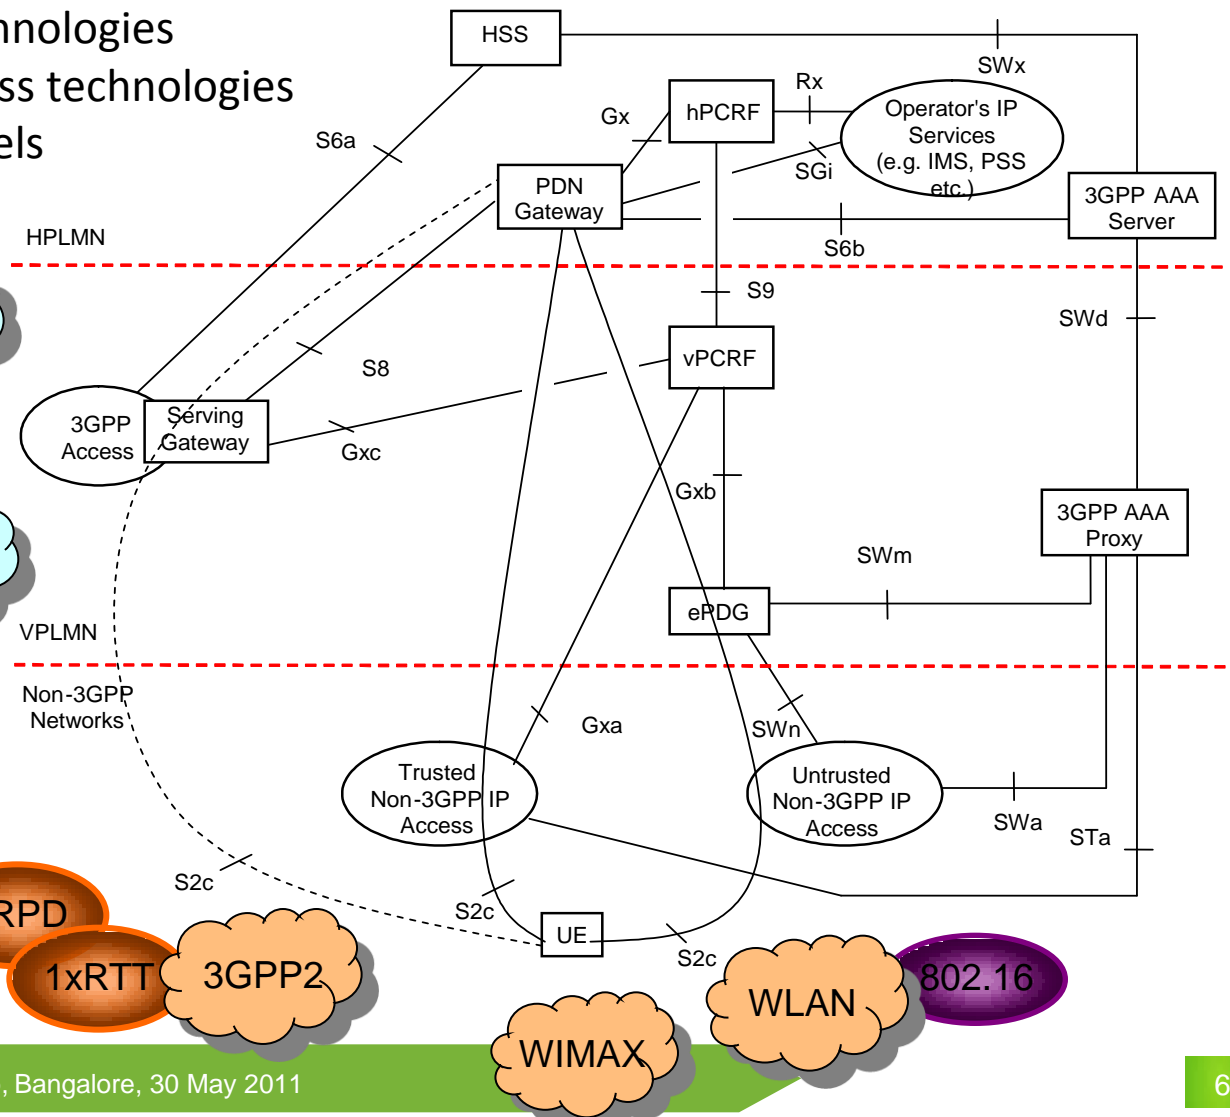 hnologies
ss technologies
els
HSS
SWx
Rx
hPCRF
Gx
Operator's IP
Services
(e.g. IMS, PSS
etc.)
S6a
SGi
PDN
Gateway
3GPP AAA
Server
HPLMN
S6b
S9
SWd
vPCRF
S8
3GPP
Access
Serving
Gateway
Gxc
Gxb
3GPP AAA
Proxy
SWm
ePDG
VPLMN
Non-3GPP
Networks
Gxa
SWn
Trusted
Non-3GPP IP
Access
Untrusted
Non-3GPP IP
Access
SWa
STa
S2c
S2c
UE
S2c
RPD
1xRTT
3GPP2
WLAN
802.16
WIMAX
, Bangalore, 30 May 2011
6